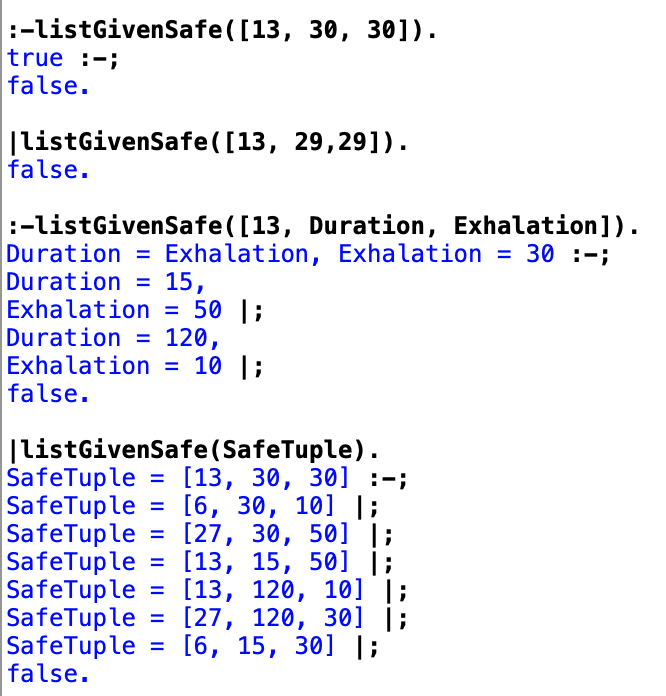 :-listGivenSafe([13, 30, 30]).
true :-;
false.
|listGivenSafe([13, 29,29]).
false.
:-listGivenSafe([13, Duration, Exhalation]).
Duration = Exhalation, Exhalation = 30 :-;
Duration = 15,
Exhalation = 50 |;
Duration = 120,
Exhalation = 10 |;
false.
|listGivenSafe(SafeTuple).
SafeTuple = [13, 30, 30] :-;
SafeTuple = [6, 30, 10] |;
SafeTuple = [27, 30, 50] |;
SafeTuple = [13, 15, 50] |;
SafeTuple = [13, 120, 10] |;
SafeTuple = [27, 120, 30] |;
SafeTuple = [6, 15, 30] |;
false.